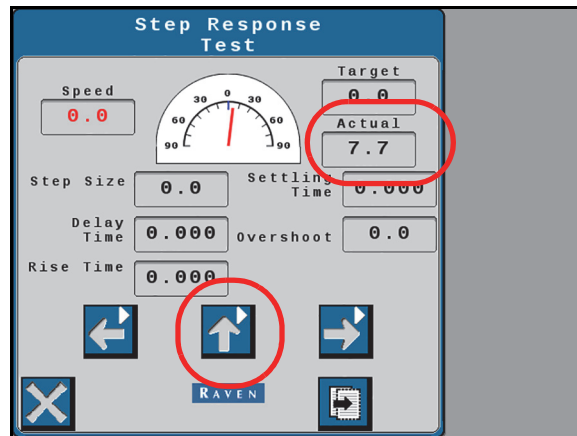 Step Response
Test
Speed
0.0
90 60 30 0 30 60 90
Target
0.0
Actual
7.7
Step Size
0.0
Settling
Time
0.000
Delay
Time
0.000
Overshoot
0.0
Rise Time
0.000
RAVEN